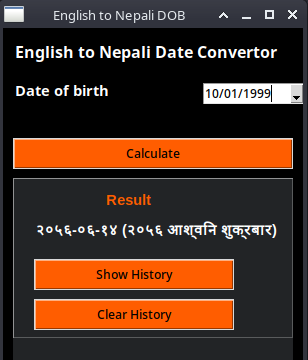 English to Nepali DOB
English to Nepali Date Convertor
Date of birth
10/01/1999
Calculate
Result
२०५६-०६-१४ (२०५६ आश्वनि शुक्रबार)
Show History
Clear History